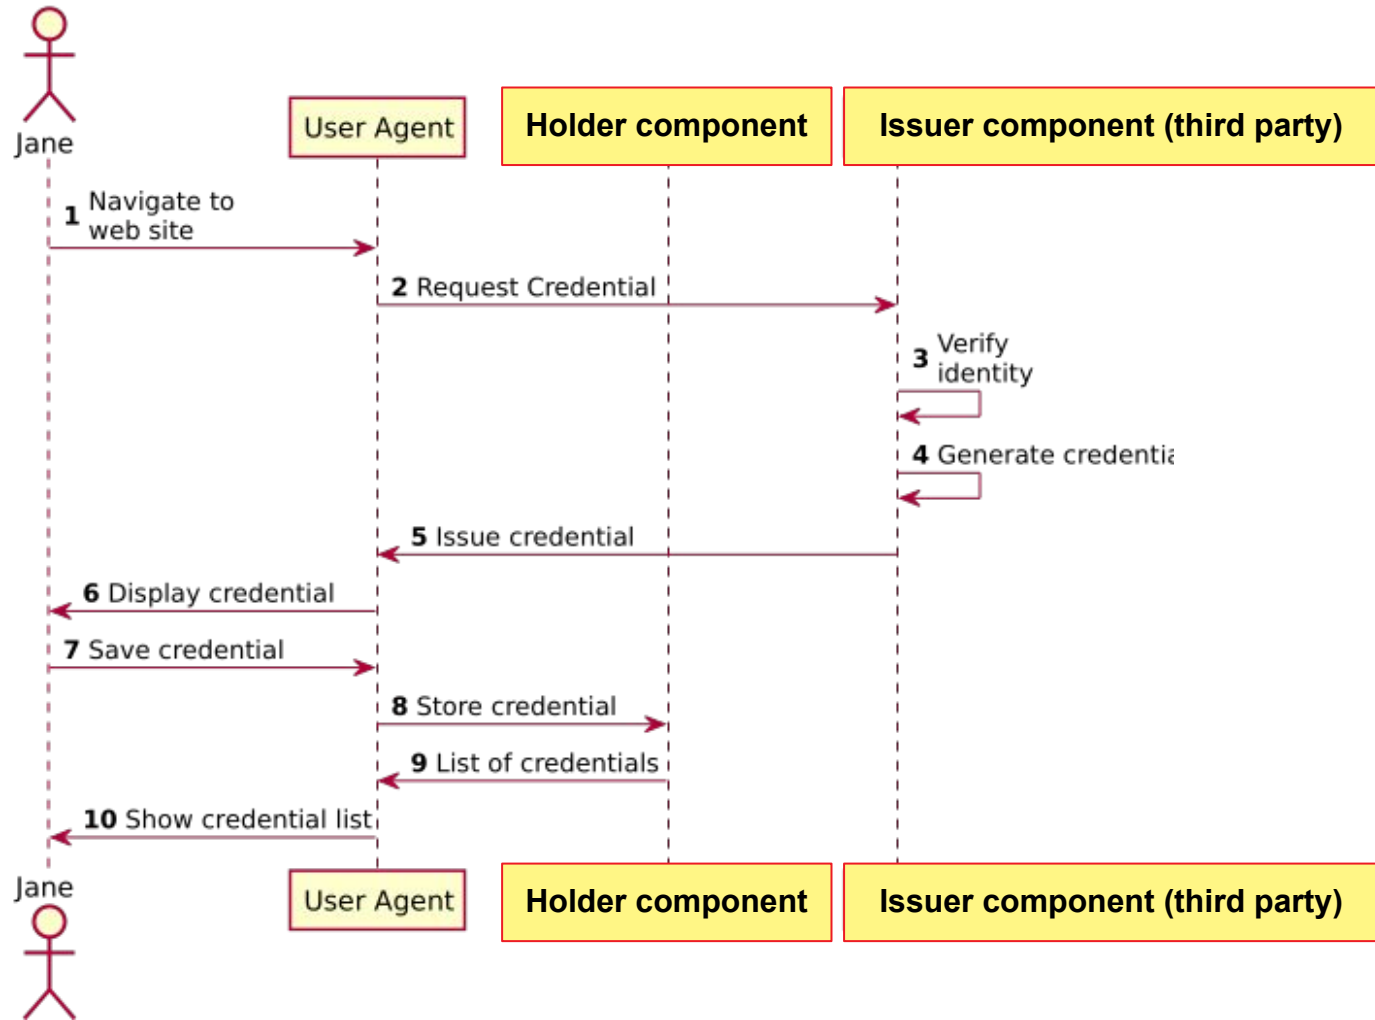 Jane
User Agent
Holder component
Issuer component (third party)
1 Navigate to
web site
2 Request Credential
3 Verify
identity
4 Generate credentia
5 Issue credential
6 Display credential
7 Save credential
8 Store credential
9 List of credentials
10 Show credential list
Jane
User Agent
Holder component
Issuer component (third party)